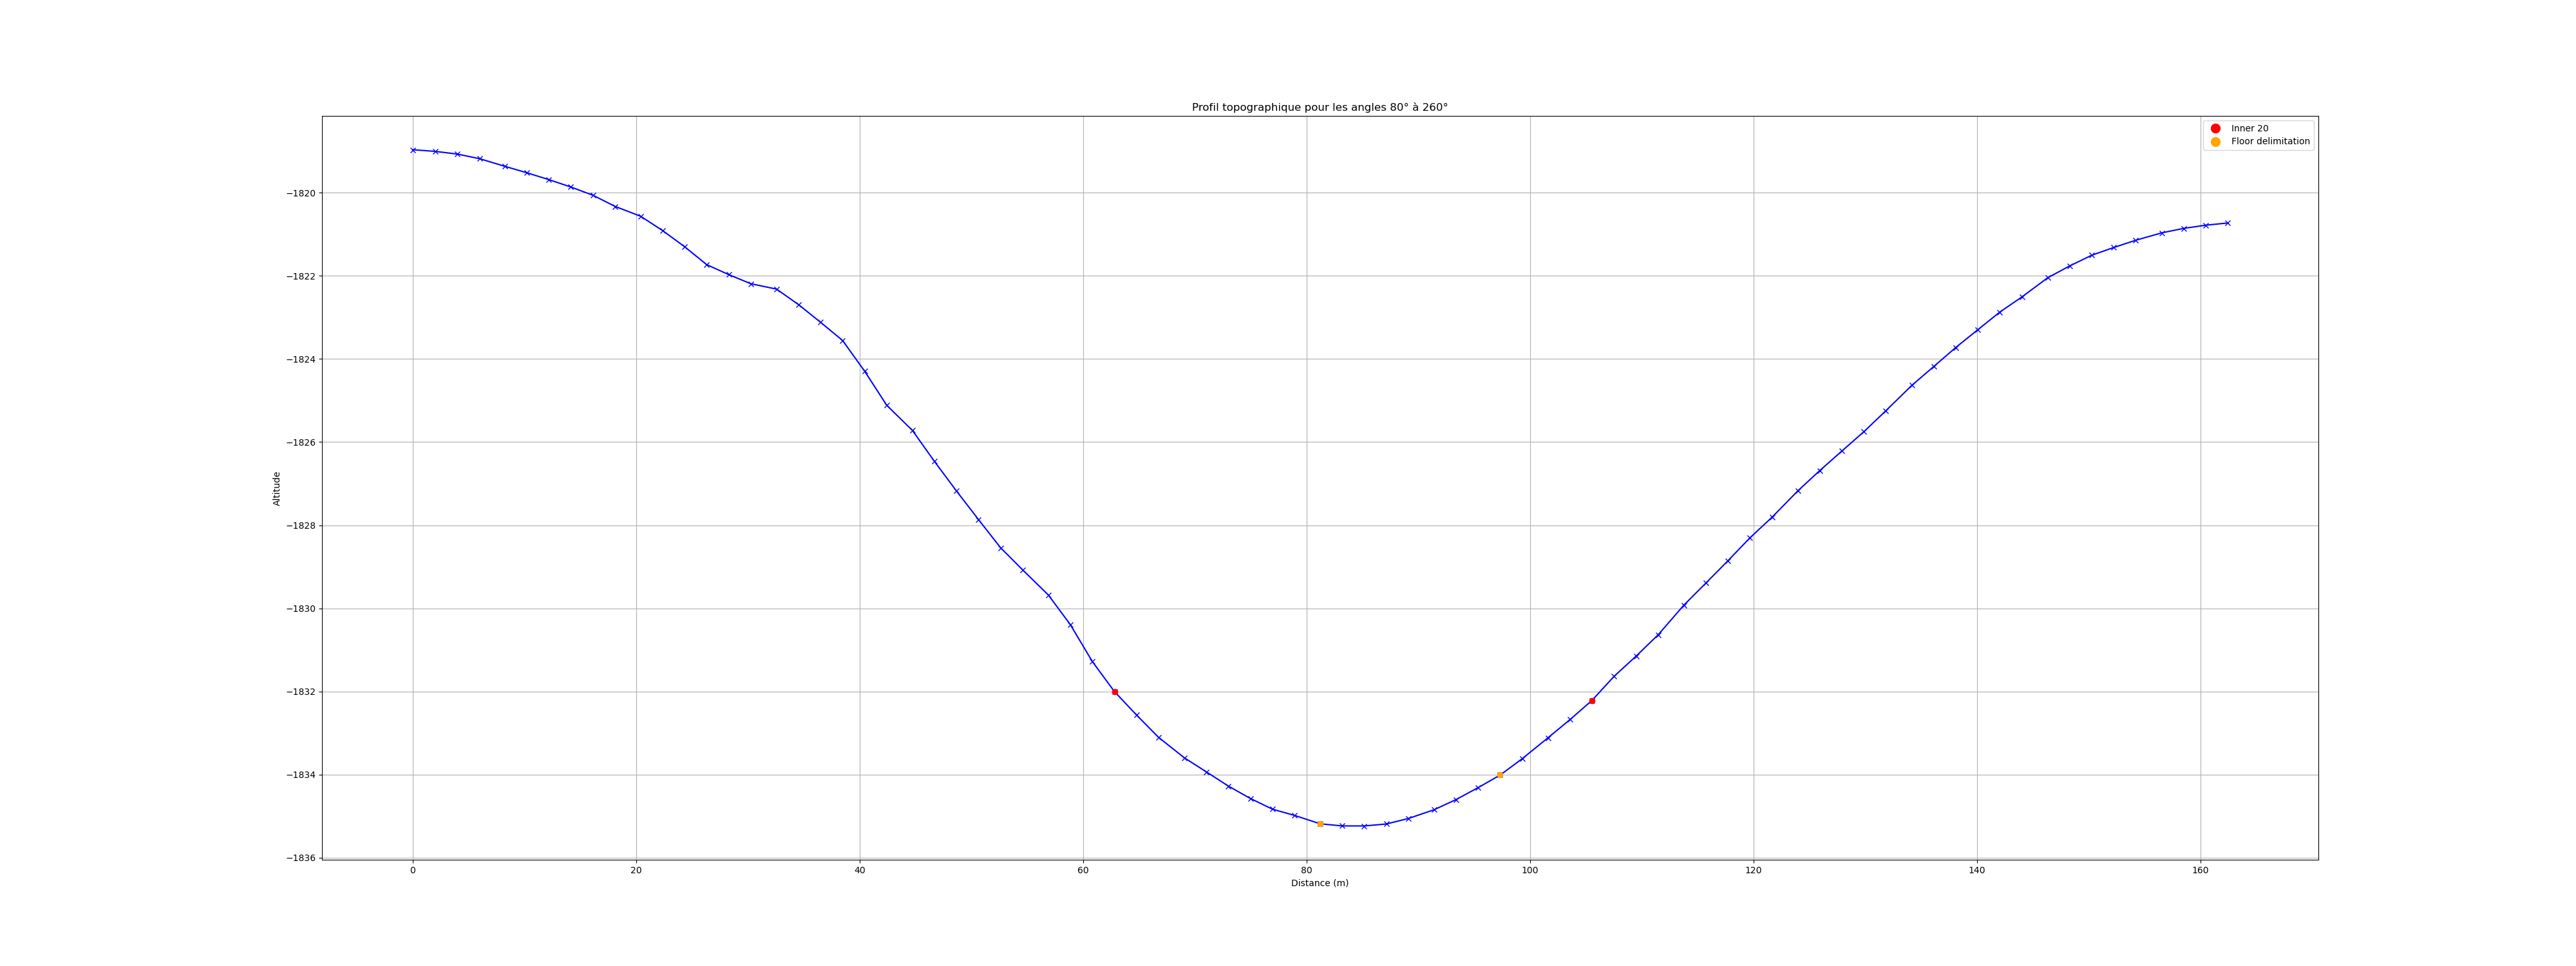 Profil topographique pour les angles 80° à 260°
Inner 20
Floor delimitation
Altitude
−1820
−1822
−1824
−1826
−1828
−1830
−1832
−1834
−1836
0 20 40 60 80 100 120 140 160
Distance (m)